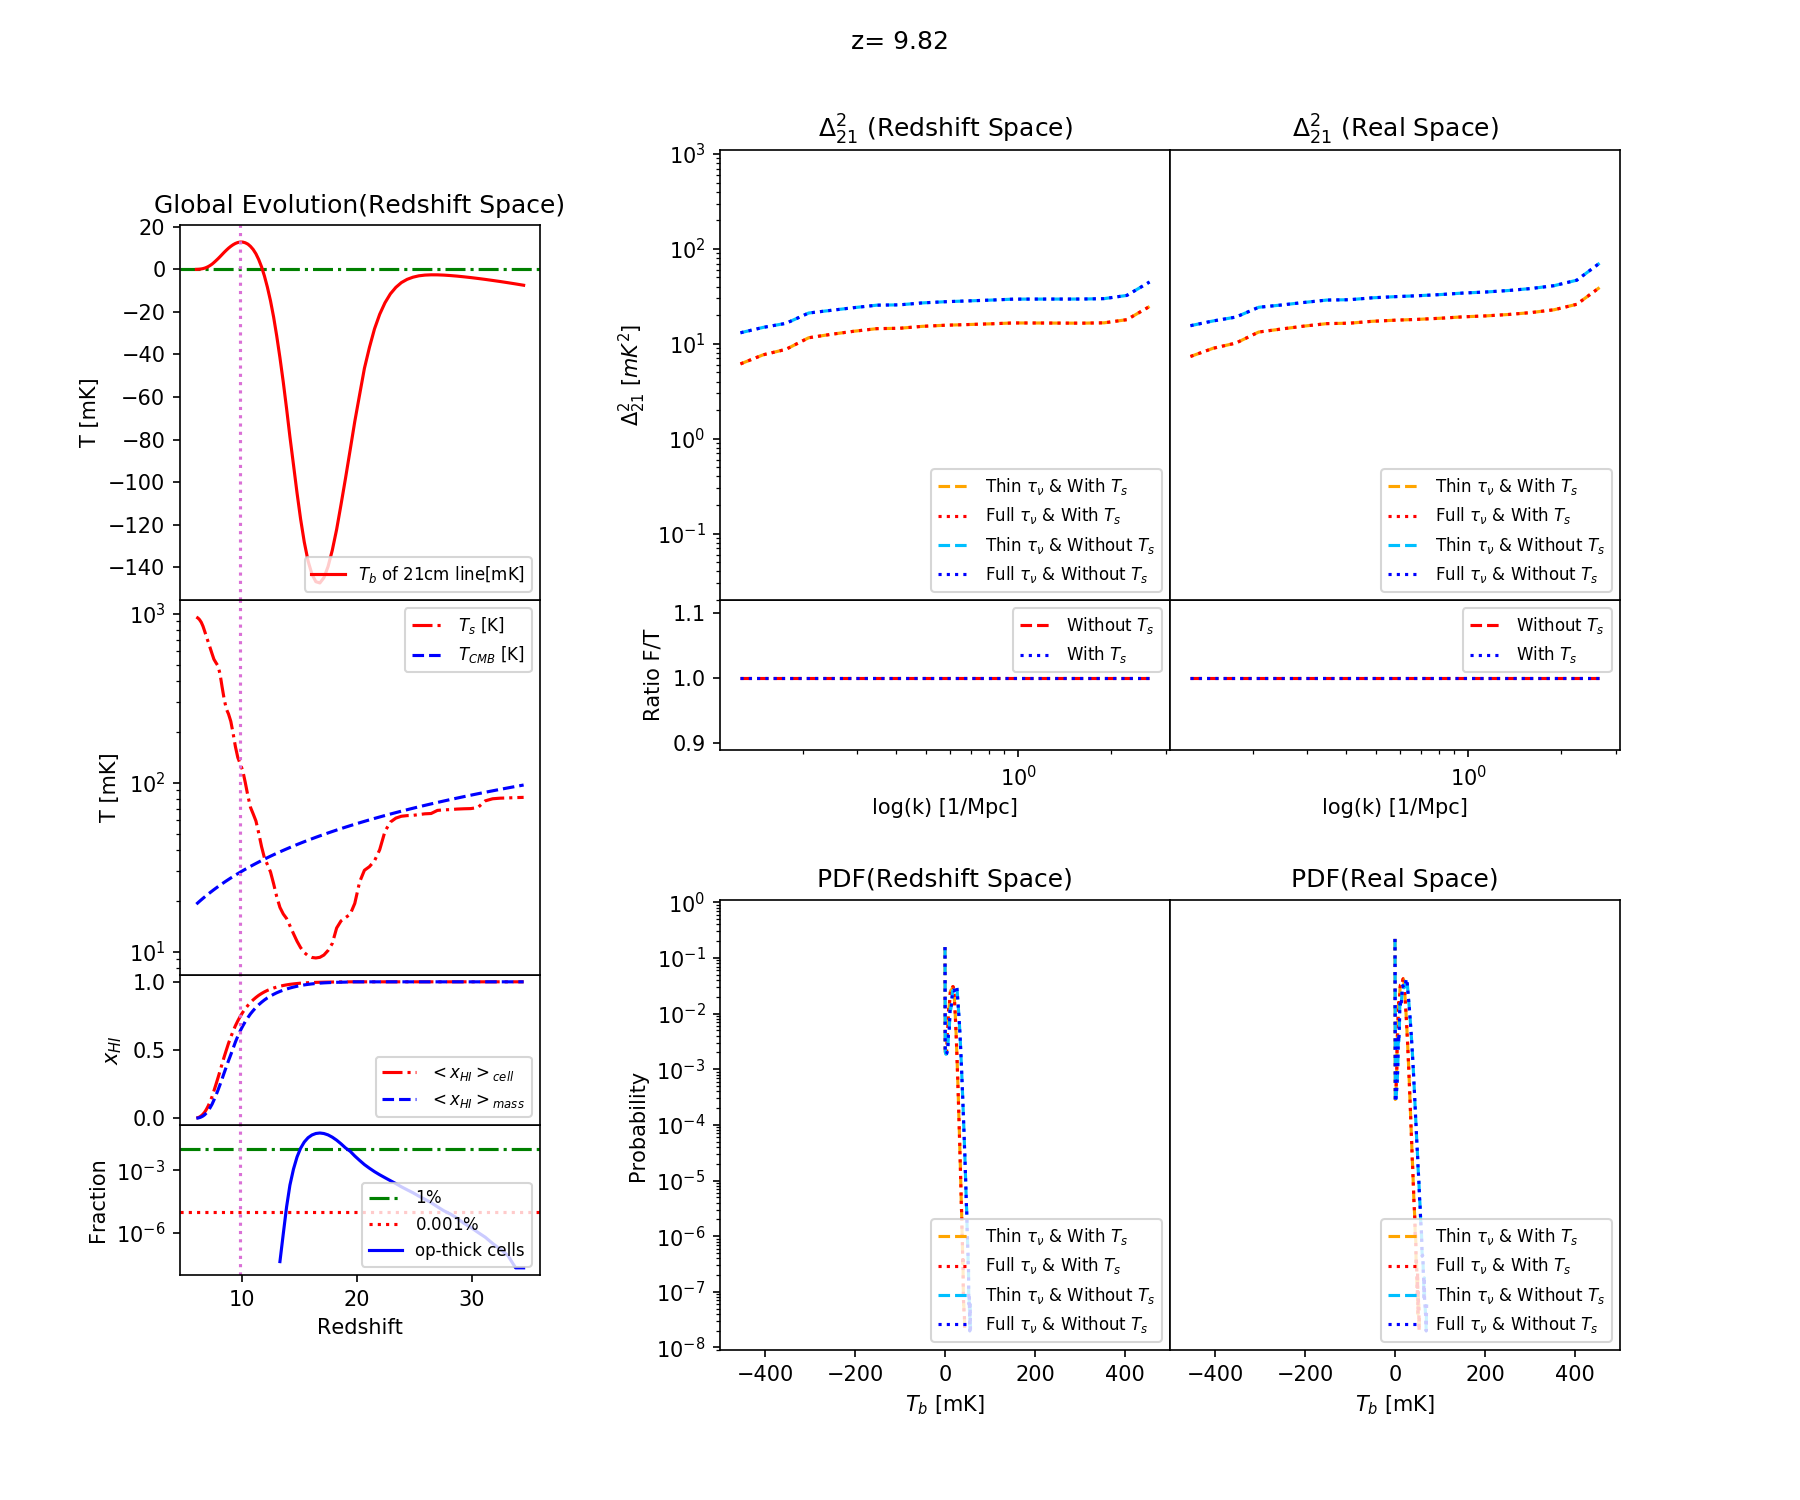 z= 9.82
Global Evolution(Redshift Space)
20
0
−20
−40
−60
−80
−100
−120
−140
T [mK]
T_b of 21cm line[mK]
10^3
10^2
10^1
T [mK]
T_s [K]
T_CMB [K]
1.0
0.5
0.0
x_HI
< x_HI >_cell
< x_HI >_mass
10^−3
10^−6
Fraction
1%
0.001%
op-thick cells
10 20 30
Redshift
Δ^2_21 (Redshift Space)
Δ^2_21 (Real Space)
10^3
10^2
10^1
10^0
10^−1
Δ^2_21 [mK^2]
Thin τ_ν & With T_s
Full τ_ν & With T_s
Thin τ_ν & Without T_s
Full τ_ν & Without T_s
Thin τ_ν & With T_s
Full τ_ν & With T_s
Thin τ_ν & Without T_s
Full τ_ν & Without T_s
1.1
1.0
0.9
Ratio F/T
Without T_s
With T_s
Without T_s
With T_s
10^0
10^0
log(k) [1/Mpc]
log(k) [1/Mpc]
PDF(Redshift Space)
PDF(Real Space)
10^0
10^−1
10^−2
10^−3
10^−4
10^−5
10^−6
10^−7
10^−8
Probability
Thin τ_ν & With T_s
Full τ_ν & With T_s
Thin τ_ν & Without T_s
Full τ_ν & Without T_s
Thin τ_ν & With T_s
Full τ_ν & With T_s
Thin τ_ν & Without T_s
Full τ_ν & Without T_s
−400 −200 0 200 400
−400 −200 0 200 400
T_b [mK]
T_b [mK]